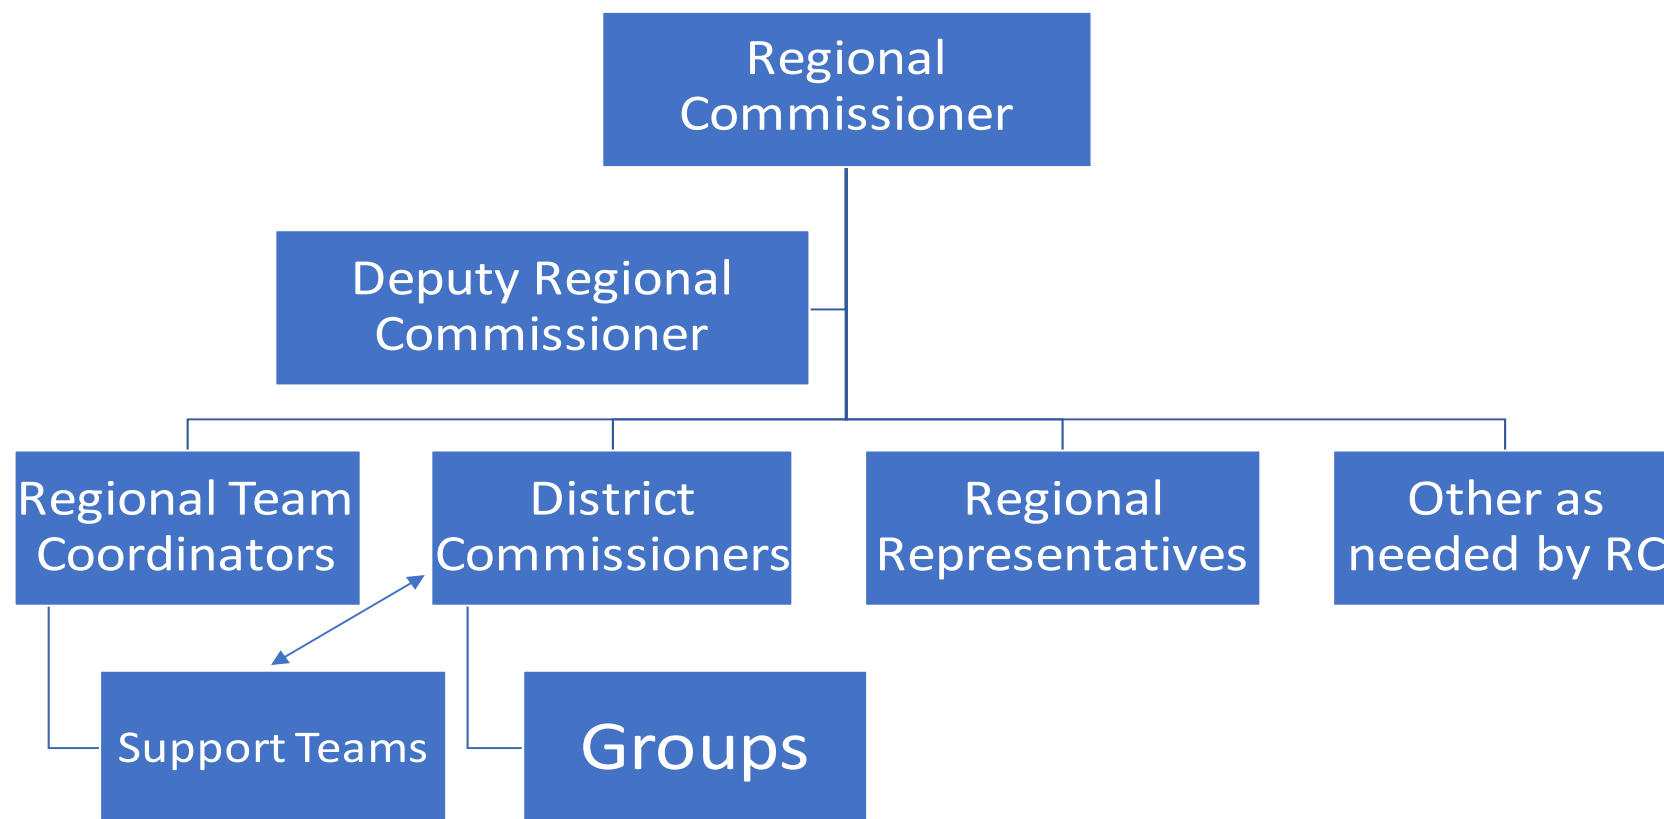 Regional
Commissioner
Deputy Regional
Commissioner
Regional Team
Coordinators
District
Commissioners
Regional
Representatives
Other as
needed by RC
Support Teams
Groups